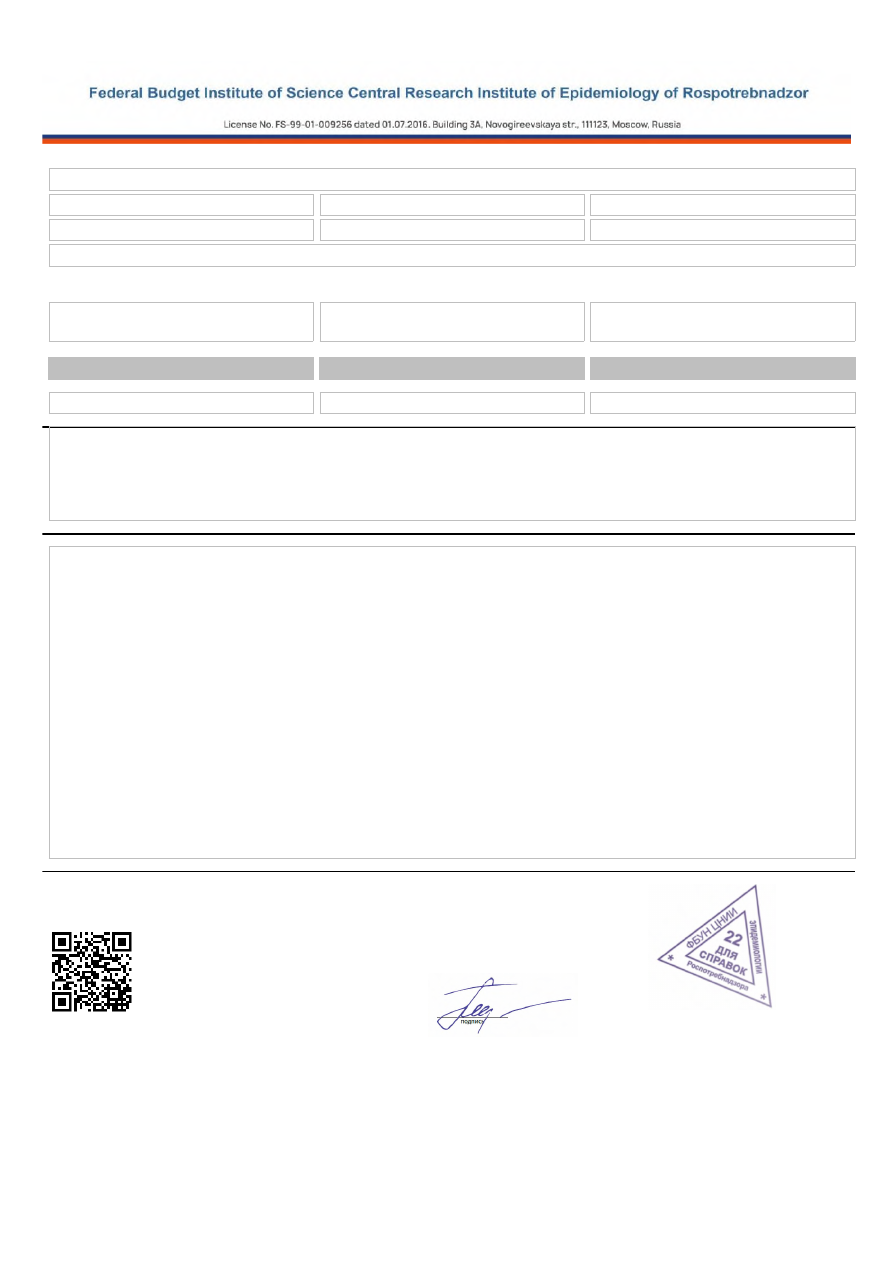 Federal Budget Institute of Science Central Research Institute of Epidemiology of Rospotrebnadzor
License No. FS-99-01-009256 dated 01.07.2016. Building 3A, Novogireevskaya str., 111123, Moscow, Russia
ФБУН ЦНИИ
ЭПИДЕМИОЛОГИИ
22
ДЛЯ
СПРАВОК
Роспотребнадзора
подпись